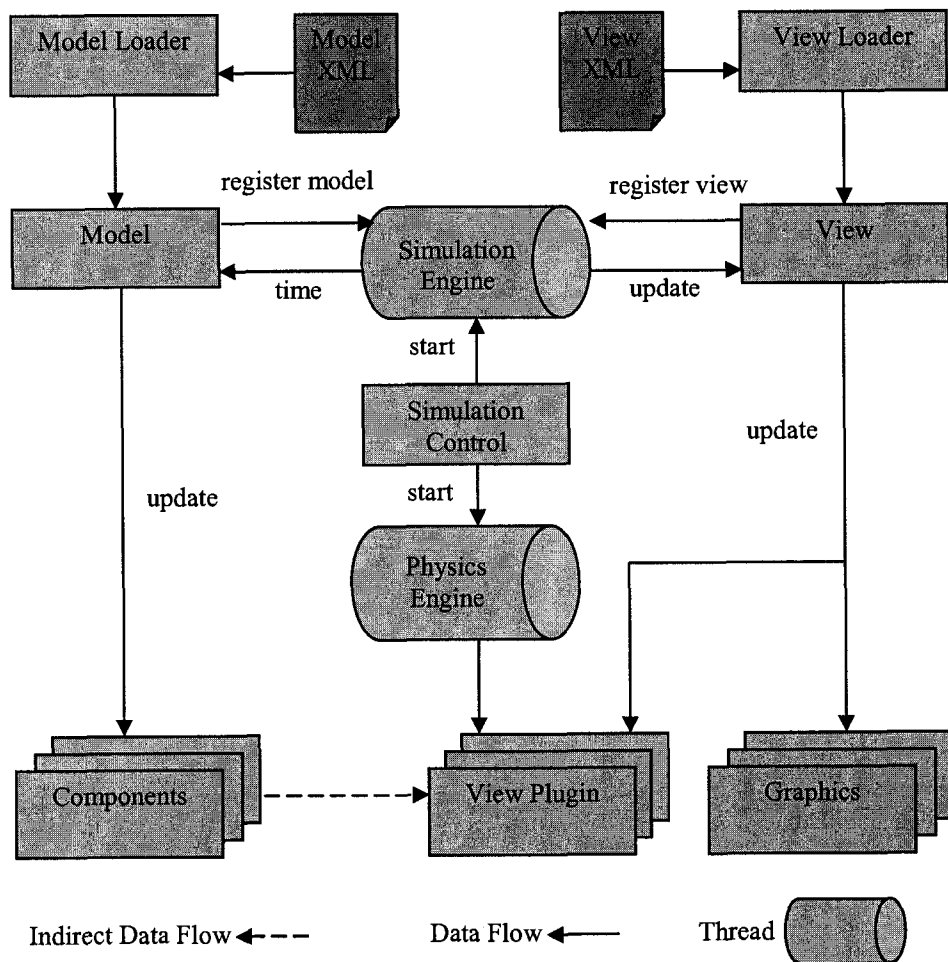 Model Loader
Model
XML
View
XML
View Loader
register model
register view
Model
Simulation
Engine
View
time
update
start
Simulation
Control
update
update
start
Physics
Engine
Components
View Plugin
Graphics
Indirect Data Flow
Data Flow
Thread